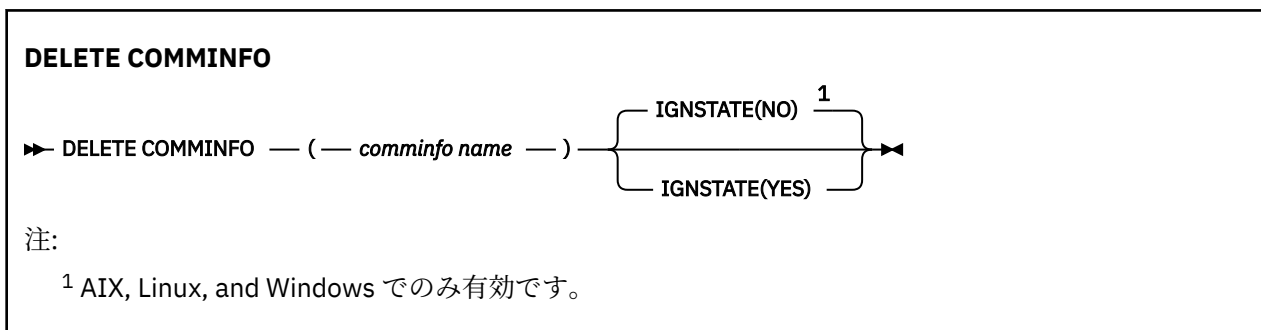 DELETE COMMINFO
IGNSTATE(NO) 1
DELETE COMMINFO ( comminfo name )
IGNSTATE(YES)
注:
1 AIX, Linux, and Windows でのみ有効です。